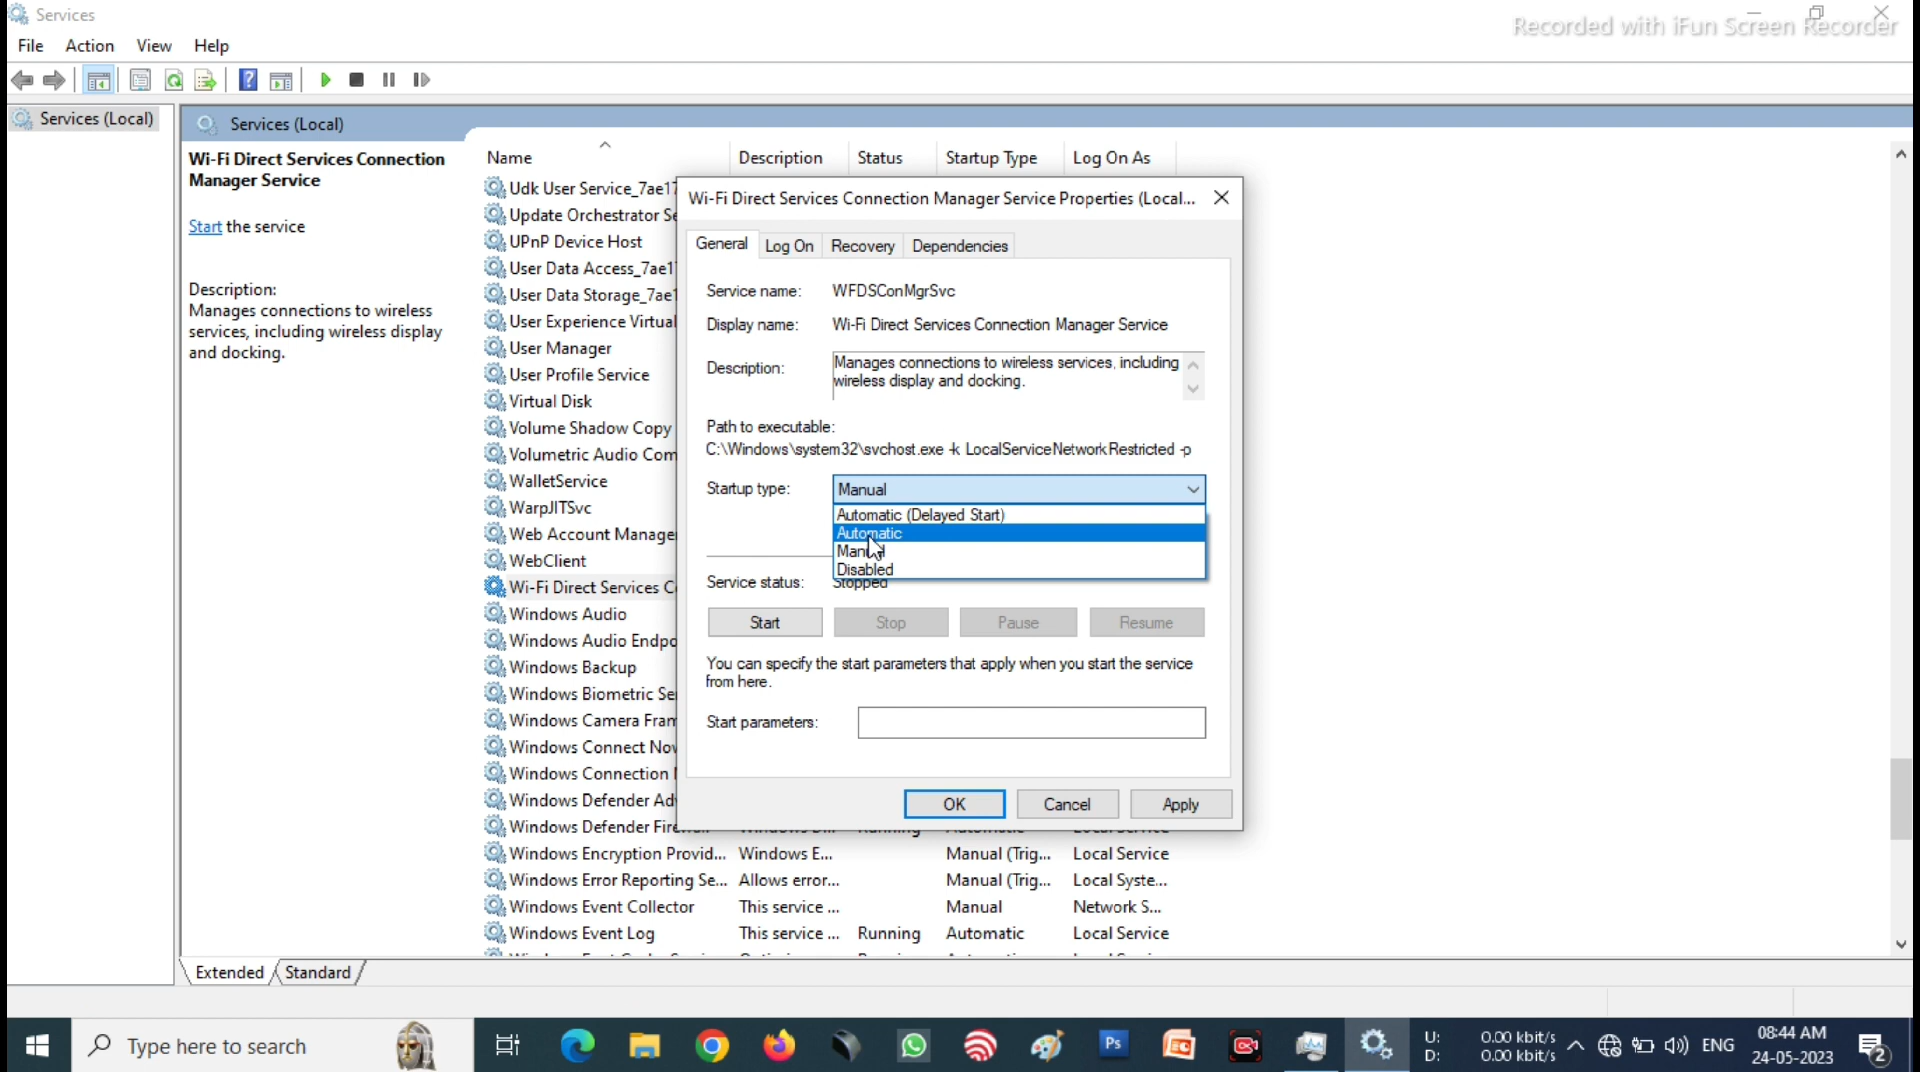 Services
Recorded with iFun Screen Recorder
File Action View Help
Services (Local)
Services (Local)
Wi-Fi Direct Services Connection
Manager Service
Start the service
Description:
Manages connections to wireless
services, including wireless display
and docking.
Name Description Status Startup Type Log On As
Udk User Service_7ae17
Update Orchestrator Se
UPnP Device Host
User Data Access_7ae1
User Data Storage_7ae
User Experience Virtual
User Manager
User Profile Service
Virtual Disk
Volume Shadow Copy
Volumetric Audio Com
WalletService
WarpJITSvc
Web Account Manage
WebClient
Wi-Fi Direct Services C
Windows Audio
Windows Audio Endpo
Windows Backup
Windows Biometric Se
Windows Camera Fram
Windows Connect Nov
Windows Connection
Windows Defender Adv
Windows Defender Fire
Windows Encryption Provid... Windows E... Manual (Trig... Local Service
Windows Error Reporting Se... Allows error... Manual (Trig... Local Syste...
Windows Event Collector This service ... Manual Network S...
Windows Event Log This service ... Running Automatic Local Service
Wi-Fi Direct Services Connection Manager Service Properties (Local...
General Log On Recovery Dependencies
Service name: WFDSConMgrSvc
Display name: Wi-Fi Direct Services Connection Manager Service
Description: Manages connections to wireless services, including
wireless display and docking.
Path to executable:
C:\Windows\system32\svchost.exe -k LocalServiceNetworkRestricted -p
Startup type: Manual
Automatic (Delayed Start)
Automatic
Manual
Disabled
Service status: Stopped
Start Stop Pause Resume
You can specify the start parameters that apply when you start the service
from here.
Start parameters:
OK Cancel Apply
Extended Standard
Type here to search
Ps
U: 0.00 kbit/s
D: 0.00 kbit/s
ENG
08:44 AM
24-05-2023
2